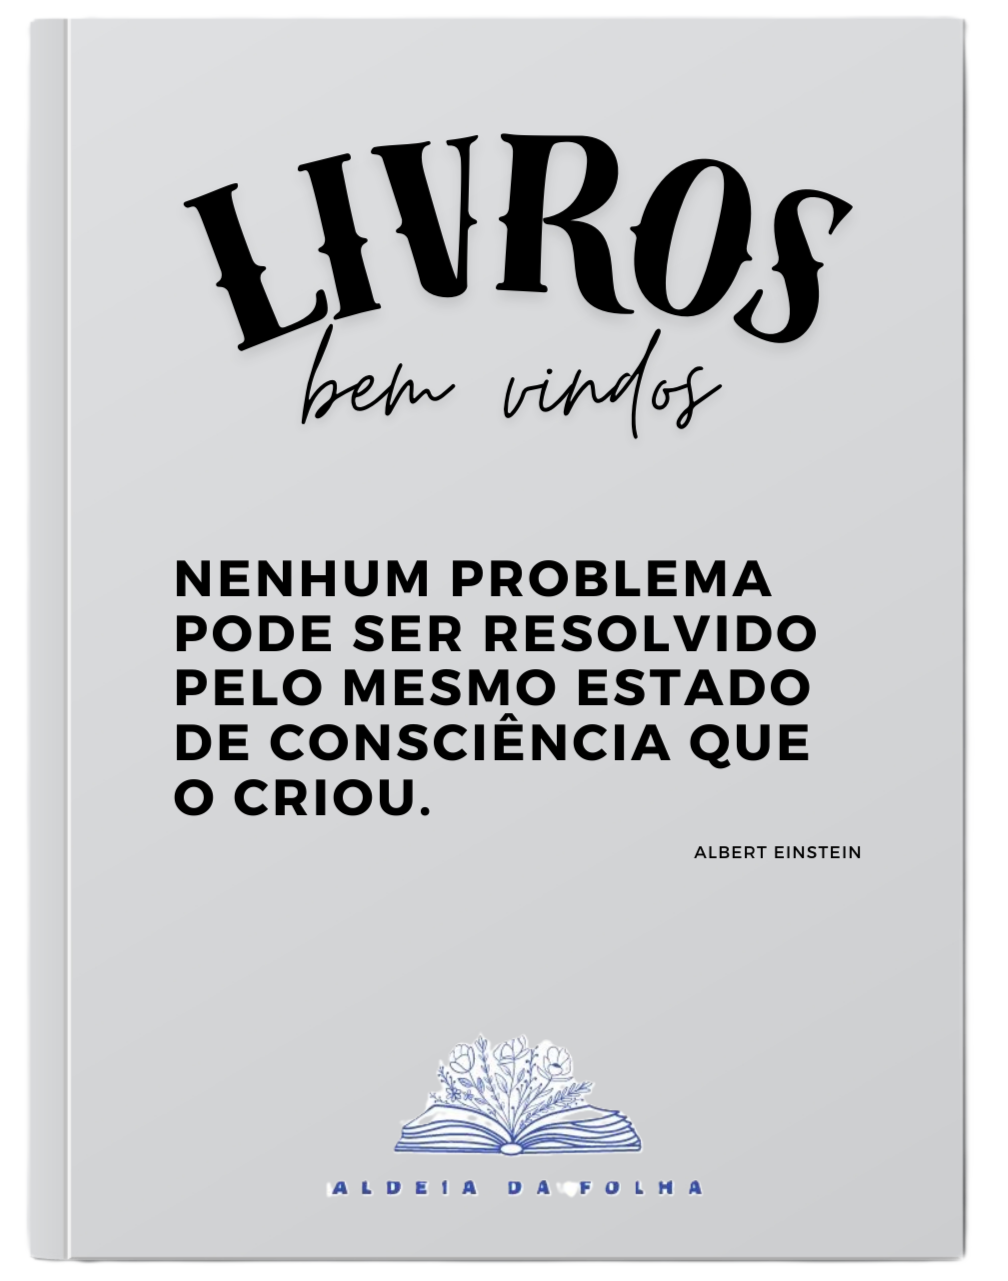 LIVROS
bem vindos
NENHUM PROBLEMA
PODE SER RESOLVIDO
PELO MESMO ESTADO
DE CONSCIÊNCIA QUE
O CRIOU.
ALBERT EINSTEIN
ALDEIA DA FOLHA